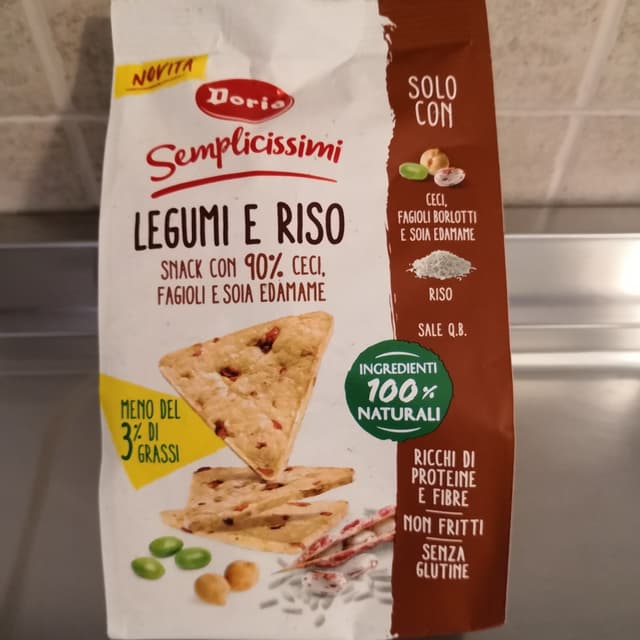 NOVITÀ
Doria
Semplicissimi
LEGUMI E RISO
SNACK CON 90% CECI,
FAGIOLI E SOIA EDAMAME
MENO DEL
3% DI
GRASSI
SOLO
CON
CECI,
FAGIOLI BORLOTTI
E SOIA EDAMAME
RISO
SALE Q.B.
INGREDIENTI
100%
NATURALI
RICCHI DI
PROTEINE
E FIBRE
NON FRITTI
SENZA
GLUTINE